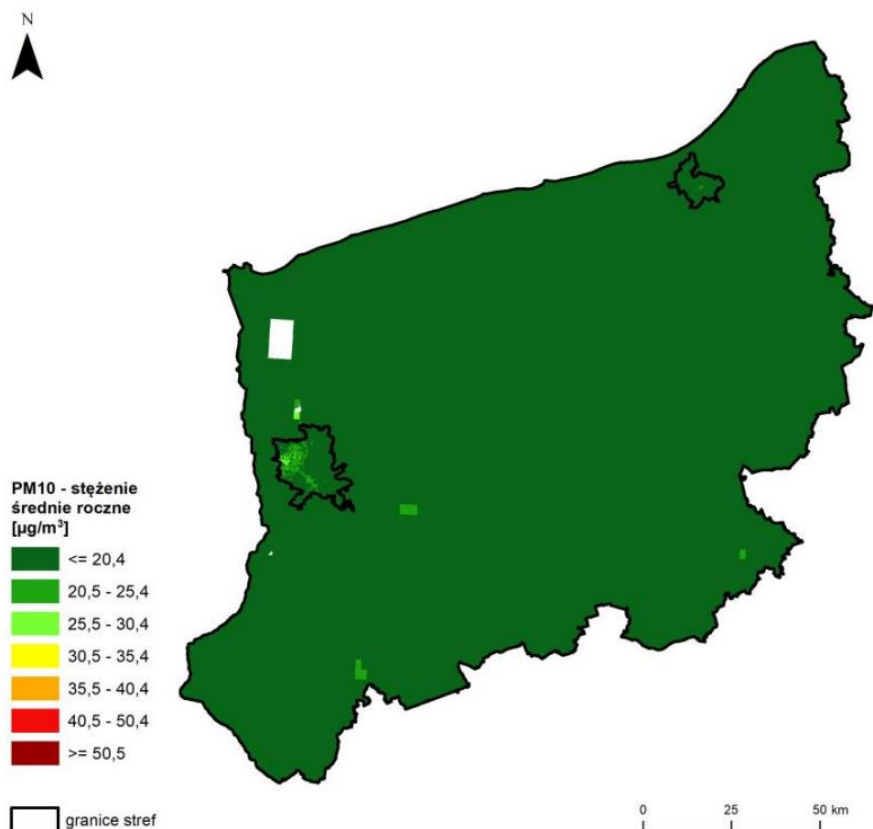 N
PM10 - stężenie
średnie roczne
[µg/m³]
<= 20,4
20,5 - 25,4
25,5 - 30,4
30,5 - 35,4
35,5 - 40,4
40,5 - 50,4
>= 50,5
granice stref
0 25 50 km